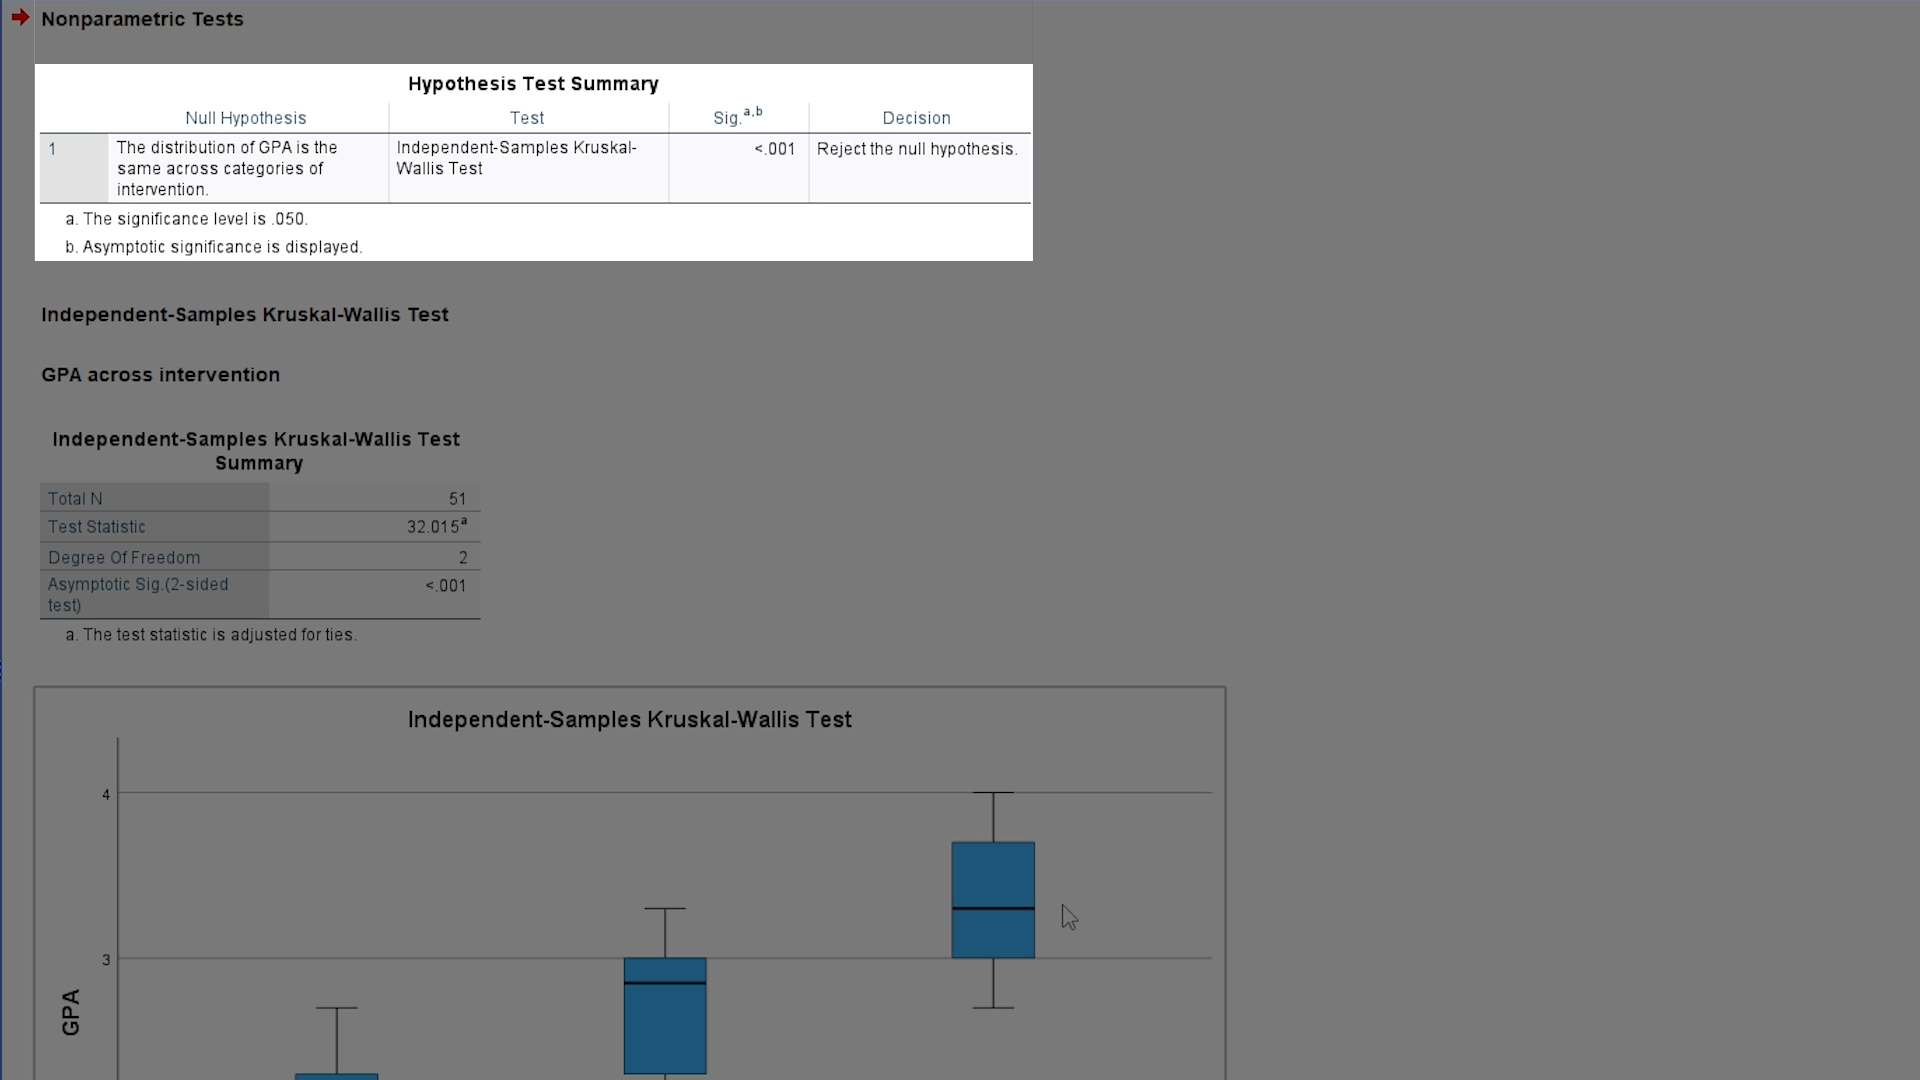 Nonparametric Tests
Hypothesis Test Summary
Null Hypothesis Test Sig.a,b Decision
1 The distribution of GPA is the same across categories of intervention. Independent-Samples Kruskal-Wallis Test <.001 Reject the null hypothesis.
a. The significance level is .050.
b. Asymptotic significance is displayed.
Independent-Samples Kruskal-Wallis Test
GPA across intervention
Independent-Samples Kruskal-Wallis Test
Summary
Total N 51
Test Statistic 32.015a
Degree Of Freedom 2
Asymptotic Sig.(2-sided test) <.001
a. The test statistic is adjusted for ties.
Independent-Samples Kruskal-Wallis Test
4
3
GPA